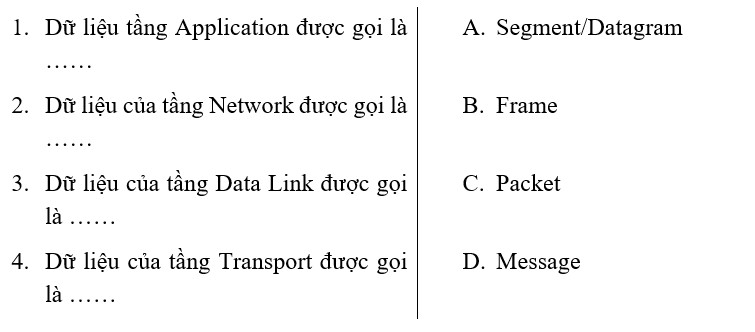 1. Dữ liệu tầng Application được gọi là
......
A. Segment/Datagram
2. Dữ liệu của tầng Network được gọi là
......
B. Frame
3. Dữ liệu của tầng Data Link được gọi
là ......
C. Packet
4. Dữ liệu của tầng Transport được gọi
là ......
D. Message